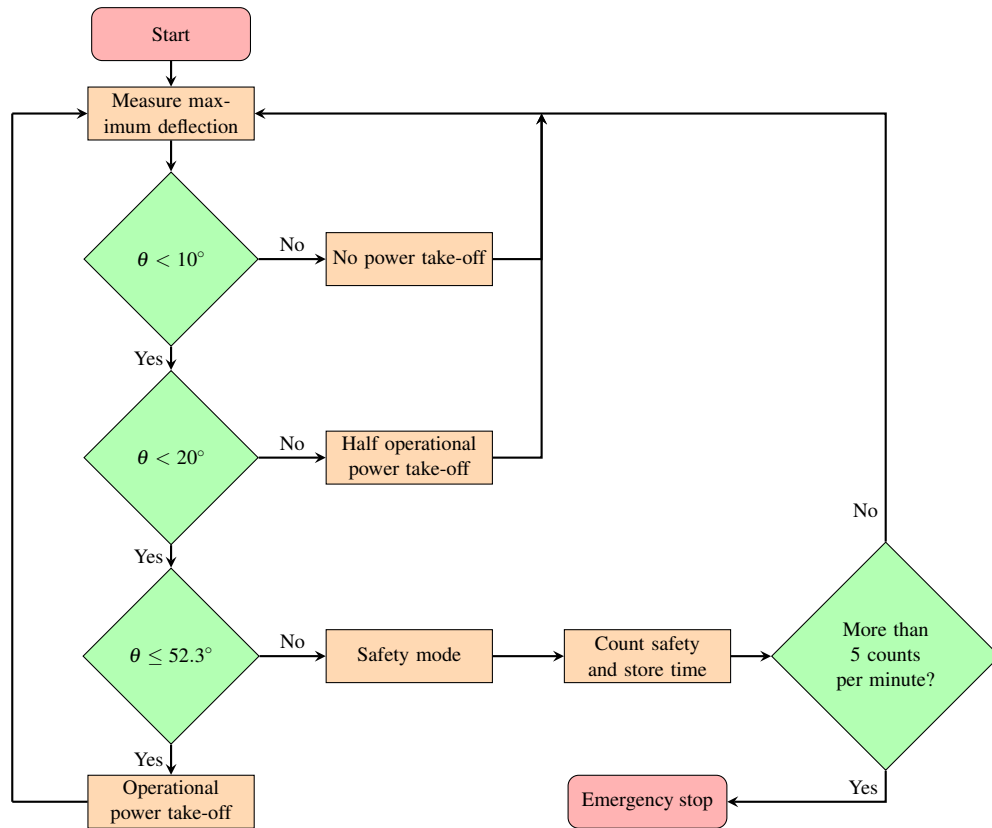 Start
Measure max-
imum deflection
θ < 10°
No
No power take-off
Yes
θ < 20°
No
Half operational
power take-off
Yes
θ ≤ 52.3°
No
Safety mode
Count safety
and store time
More than
5 counts
per minute?
No
Yes
Operational
power take-off
Emergency stop
Yes